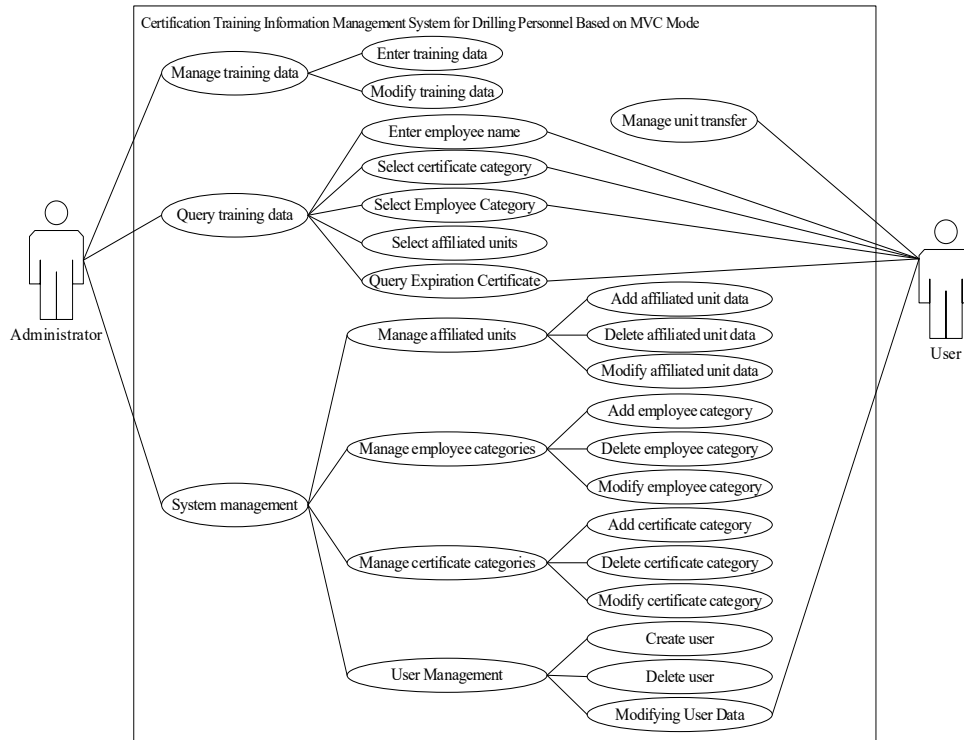 Certification Training Information Management System for Drilling Personnel Based on MVC Mode
Enter training data
Manage training data
Modify training data
Manage unit transfer
Enter employee name
Select certificate category
Query training data
Select Employee Category
Select affiliated units
Query Expiration Certificate
Administrator
User
Add affiliated unit data
Manage affiliated units
Delete affiliated unit data
Modify affiliated unit data
Add employee category
Manage employee categories
Delete employee category
Modify employee category
System management
Add certificate category
Manage certificate categories
Delete certificate category
Modify certificate category
Create user
User Management
Delete user
Modifying User Data